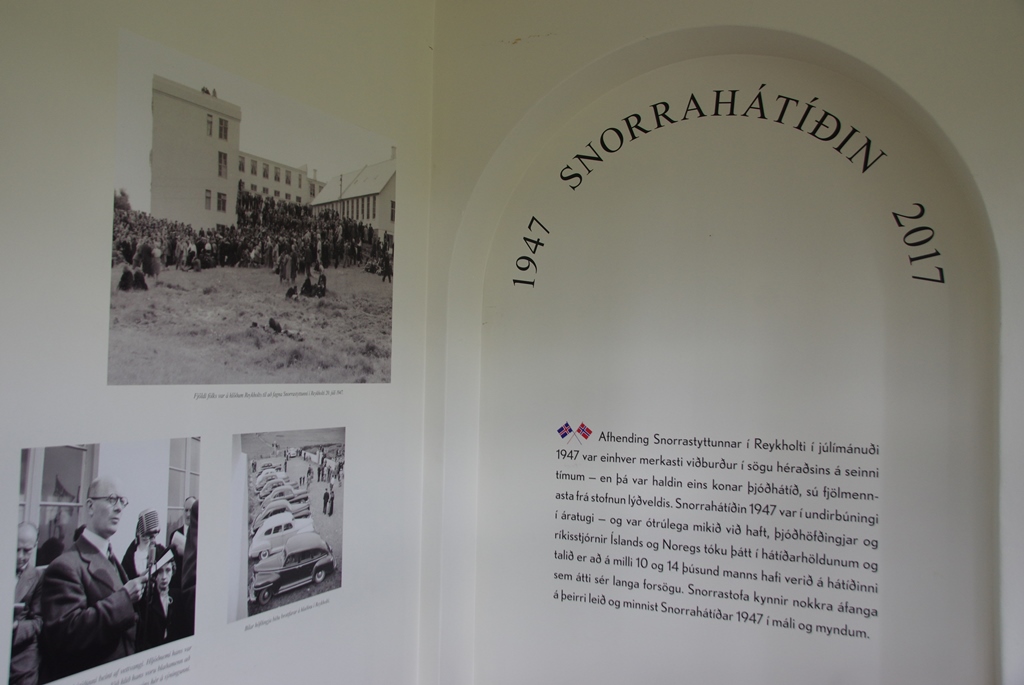 1947 SNORRAHÁTÍÐIN 2017
Afhending Snorrastyttunnar í Reykholti í júlímánuði
1947 var einhver merkasti viðburður í sögu héraðsins á seinni
tímum – en þá var haldin eins konar þjóðhátíð, sú fjölmenn-
asta frá stofnun lýðveldis. Snorrahátíðin 1947 var í undirbúningi
í áratugi – og var ótrúlega mikið við haft, þjóðhöfðingjar og
ríkisstjórnir Íslands og Noregs tóku þátt í hátíðarhöldunum og
talið er að á milli 10 og 14 þúsund manns hafi verið á hátíðinni
sem átti sér langa forsögu. Snorrastofa kynnir nokkra áfanga
á þeirri leið og minnist Snorrahátíðar 1947 í máli og myndum.